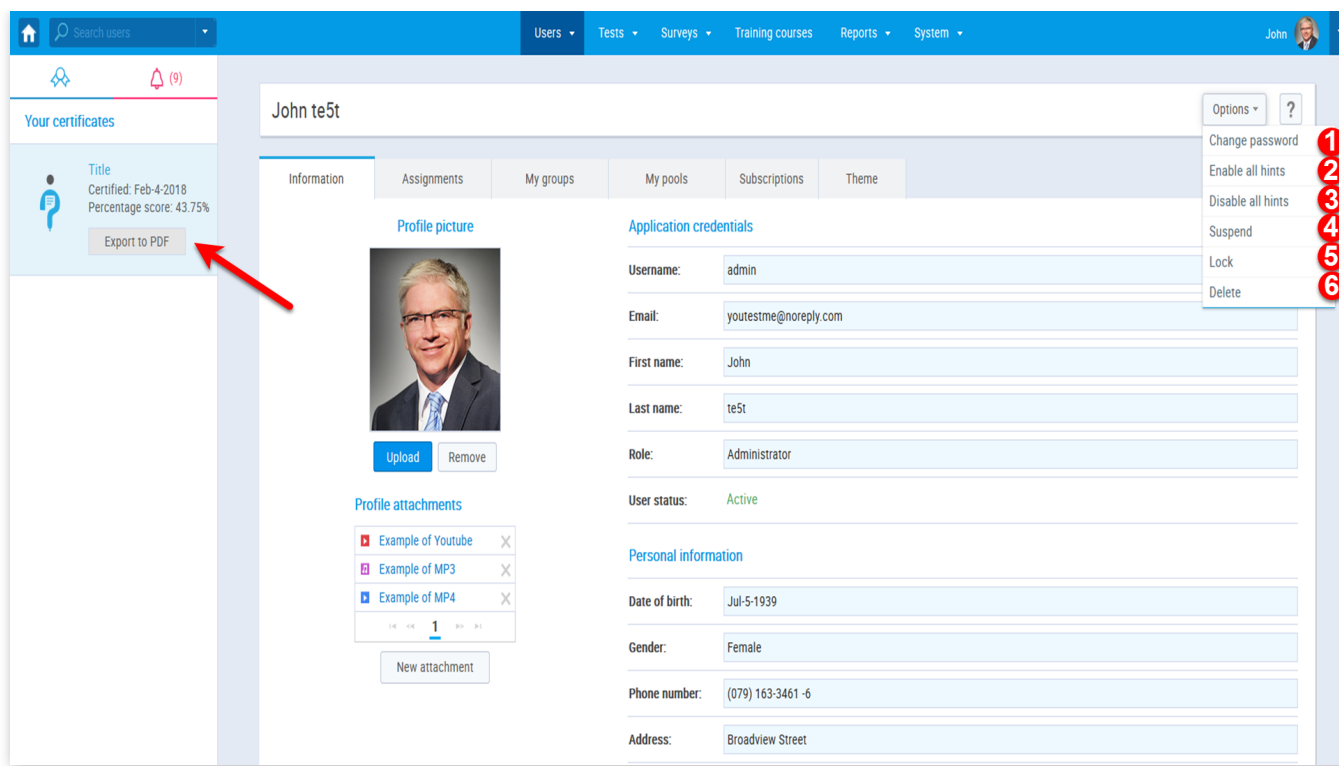 Search users
Users
Tests
Surveys
Training courses
Reports
System
John
(9)
Your certificates
Title
Certified: Feb-4-2018
Percentage score: 43.75%
Export to PDF
John te5t
Options
?
Change password 1
Enable all hints 2
Disable all hints 3
Suspend 4
Lock 5
Delete 6
Information
Assignments
My groups
My pools
Subscriptions
Theme
Profile picture
Upload
Remove
Profile attachments
Example of Youtube
Example of MP3
Example of MP4
1
New attachment
Application credentials
Username: admin
Email: youtestme@noreply.com
First name: John
Last name: te5t
Role: Administrator
User status: Active
Personal information
Date of birth: Jul-5-1939
Gender: Female
Phone number: (079) 163-3461 -6
Address: Broadview Street